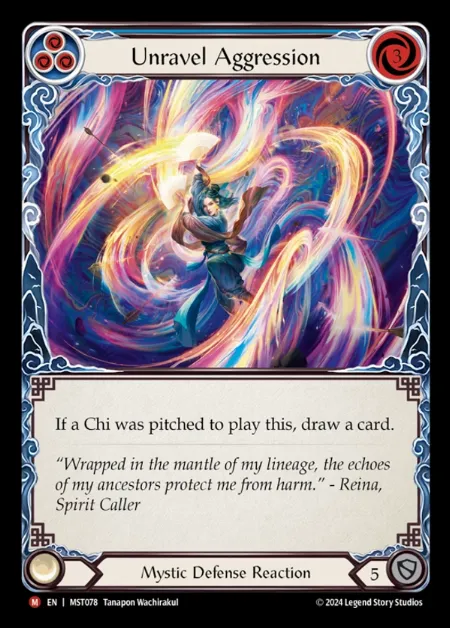 Unravel Aggression
3
If a Chi was pitched to play this, draw a card.
“Wrapped in the mantle of my lineage, the echoes
of my ancestors protect me from harm.” - Reina,
Spirit Caller
Mystic Defense Reaction
5
M EN | MST078 Tanapon Wachirakul
© 2024 Legend Story Studios